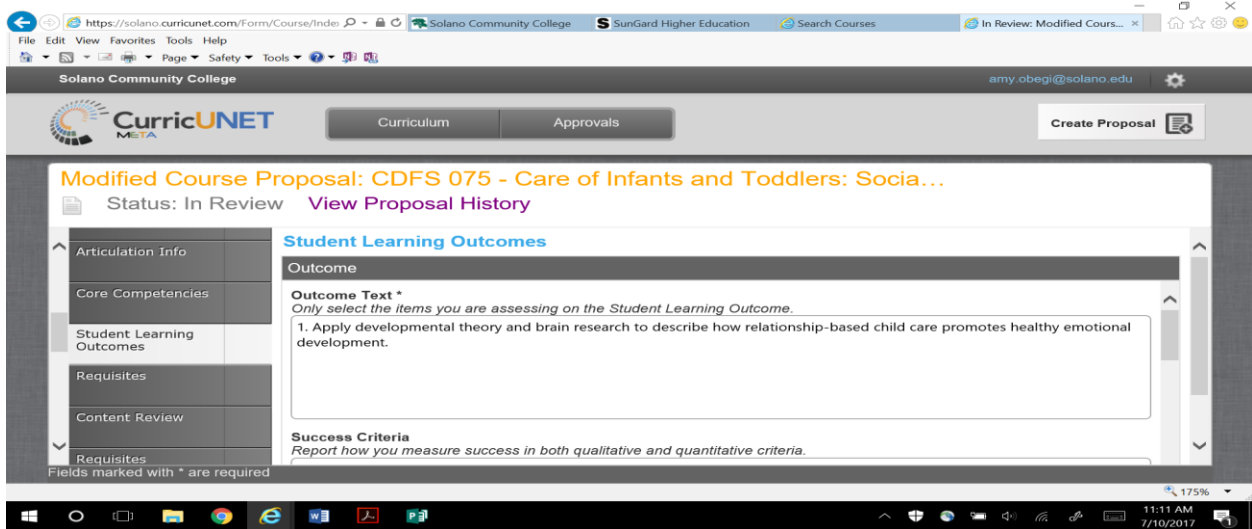 https://solano.curricunet.com/Form/Course/Inde: Solano Community College SunGard Higher Education Search Courses In Review: Modified Cours...
File Edit View Favorites Tools Help
Page Safety Tools
Solano Community College amy.obegi@solano.edu
CurricUNET META Curriculum Approvals Create Proposal
Modified Course Proposal: CDFS 075 - Care of Infants and Toddlers: Socia...
Status: In Review View Proposal History
Articulation Info
Core Competencies
Student Learning
Outcomes
Requisites
Content Review
Requisites
Student Learning Outcomes
Outcome
Outcome Text *
Only select the items you are assessing on the Student Learning Outcome.
1. Apply developmental theory and brain research to describe how relationship-based child care promotes healthy emotional
development.
Success Criteria
Report how you measure success in both qualitative and quantitative criteria.
Fields marked with * are required
175%
11:11 AM
7/10/2017